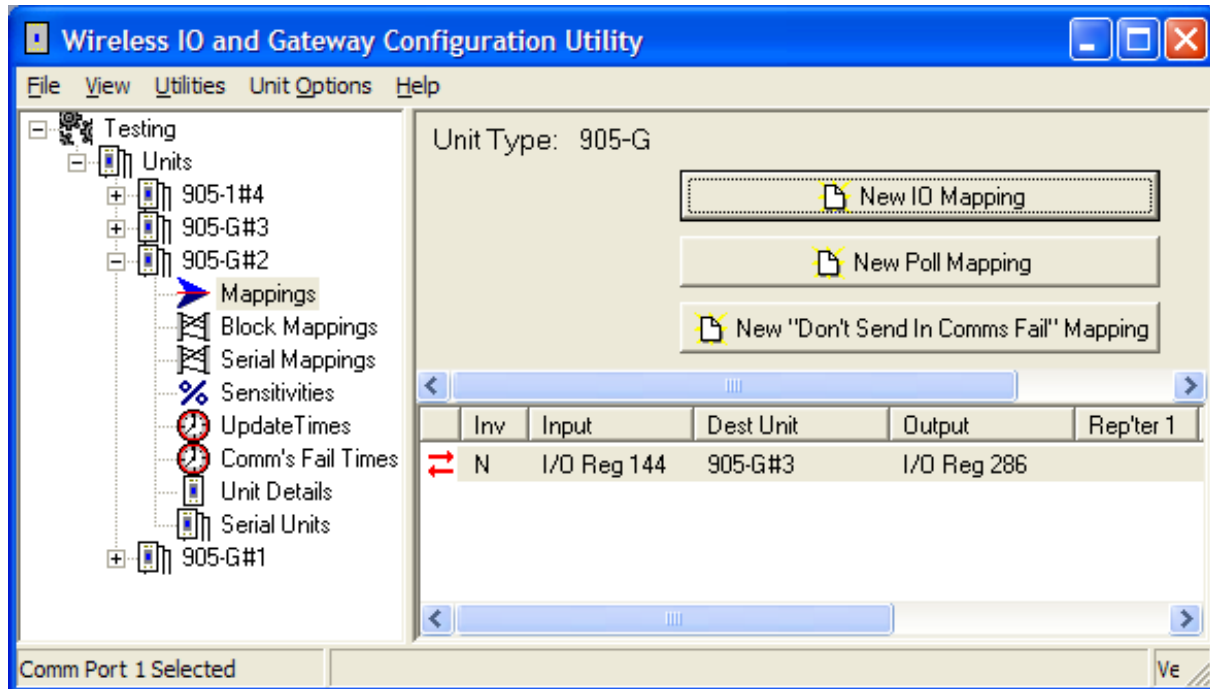 Wireless IO and Gateway Configuration Utility
File View Utilities Unit Options Help
Testing
Units
905-1#4
905-G#3
905-G#2
Mappings
Block Mappings
Serial Mappings
Sensitivities
UpdateTimes
Comm's Fail Times
Unit Details
Serial Units
905-G#1
Unit Type: 905-G
New IO Mapping
New Poll Mapping
New "Don't Send In Comms Fail" Mapping
Inv Input Dest Unit Output Rep'ter 1
N I/O Reg 144 905-G#3 I/O Reg 286
Comm Port 1 Selected
Ve